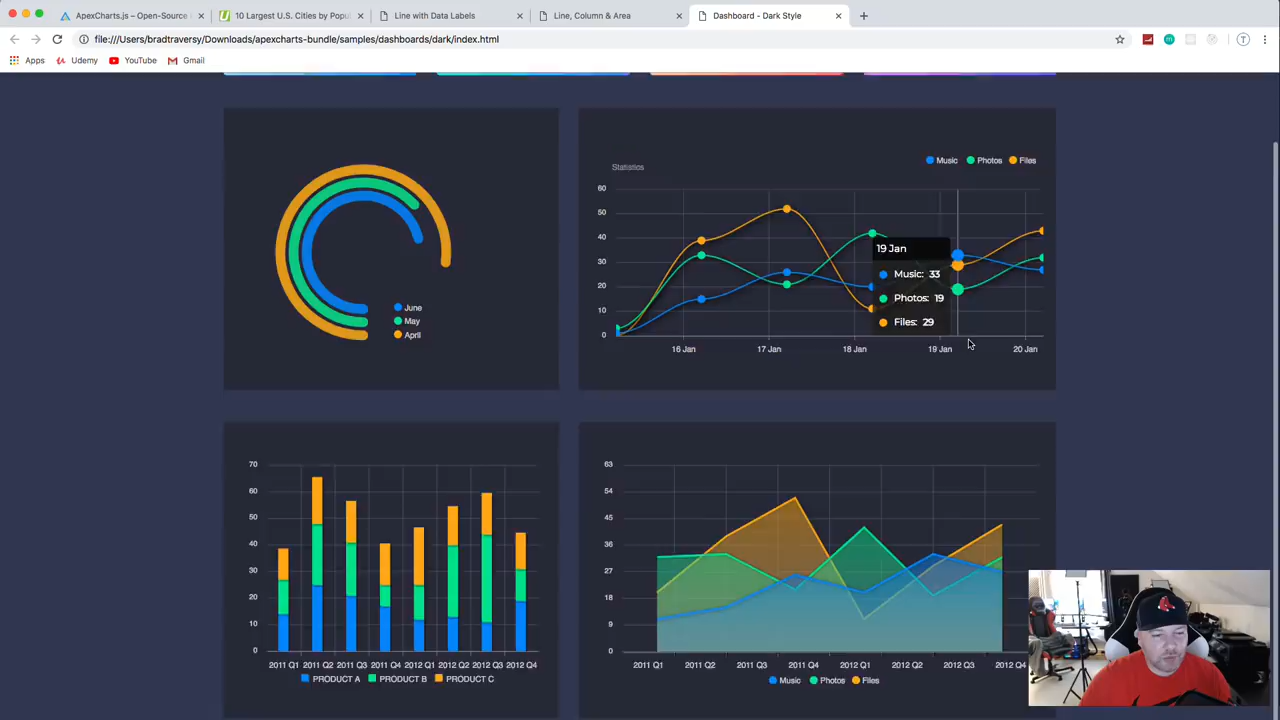 ApexCharts.js – Open-Source
10 Largest U.S. Cities by Popu
Line with Data Labels
Line, Column & Area
Dashboard - Dark Style
file:///Users/bradtraversy/Downloads/apexcharts-bundle/samples/dashboards/dark/index.html
T
Apps Udemy YouTube Gmail
June
May
April
Statistics
Music Photos Files
60
50
40
30
20
10
0
16 Jan 17 Jan 18 Jan 19 Jan 20 Jan
19 Jan
Music: 33
Photos: 19
Files: 29
70
60
50
40
30
20
10
0
2011 Q1 2011 Q2 2011 Q3 2011 Q4 2012 Q1 2012 Q2 2012 Q3 2012 Q4
PRODUCT A PRODUCT B PRODUCT C
63
54
45
36
27
18
9
0
2011 Q1 2011 Q2 2011 Q3 2011 Q4 2012 Q1 2012 Q2 2012 Q3 2012 Q4
Music Photos Files